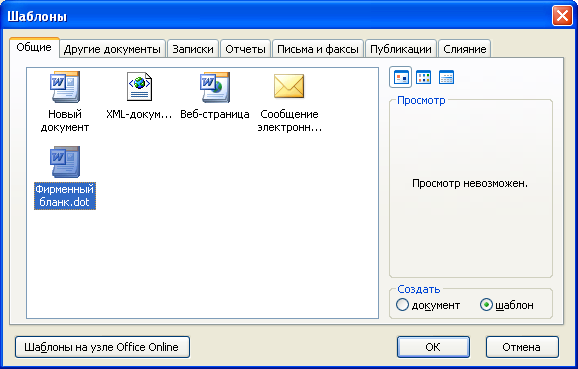 Шаблоны
Общие
Другие документы
Записки
Отчеты
Письма и факсы
Публикации
Слияние
Новый
документ
XML-докум...
Веб-страница
Сообщение
электронн...
Фирменный
бланк.dot
Просмотр
Просмотр невозможен.
Создать
документ
шаблон
Шаблоны на узле Office Online
ОК
Отмена